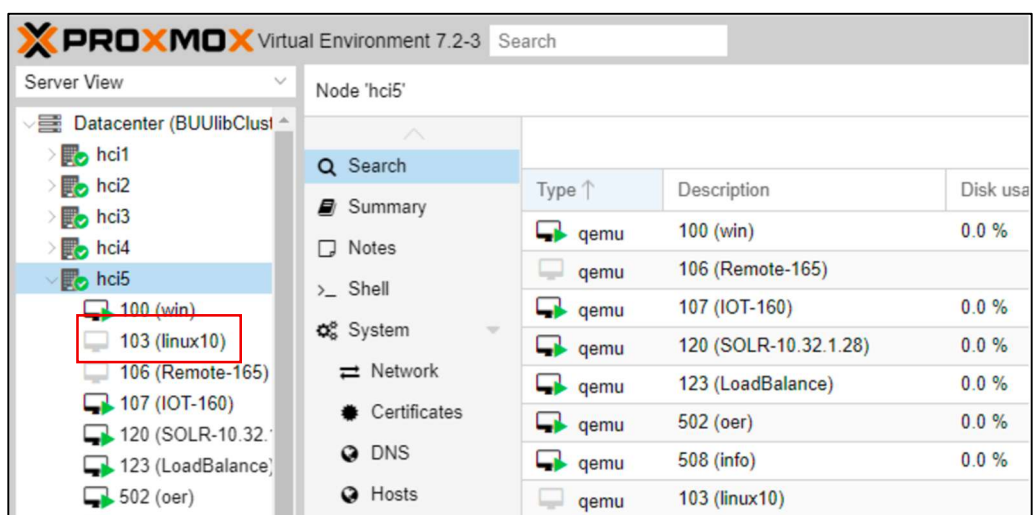 PROXMOX Virtual Environment 7.2-3 Search
Server View
Datacenter (BUUlibClust
hci1
hci2
hci3
hci4
hci5
100 (win)
103 (linux10)
106 (Remote-165)
107 (IOT-160)
120 (SOLR-10.32.
123 (LoadBalance)
502 (oer)
Node 'hci5'
Search
Summary
Notes
>_ Shell
System
Network
Certificates
DNS
Hosts
Type ↑ Description Disk usa
qemu 100 (win) 0.0 %
qemu 106 (Remote-165)
qemu 107 (IOT-160) 0.0 %
qemu 120 (SOLR-10.32.1.28) 0.0 %
qemu 123 (LoadBalance) 0.0 %
qemu 502 (oer) 0.0 %
qemu 508 (info) 0.0 %
qemu 103 (linux10)